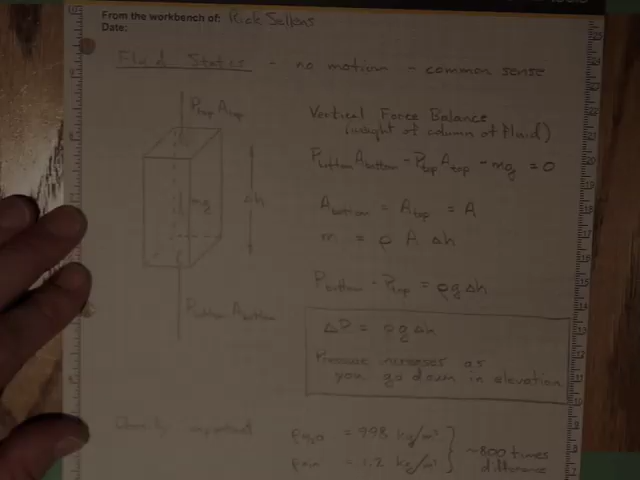 From the workbench of: Rick Sellens
Date:
Fluid Statics - no motion - common sense
P_top A_top
mg
Δh
P_bottom A_bottom
Vertical Force Balance
(weight of column of fluid)
P_bottom A_bottom - P_top A_top - mg = 0
A_bottom = A_top = A
m = ρ A Δh
P_bottom - P_top = ρ g Δh
ΔP = ρ g Δh
Pressure increases as
you go down in elevation
Density important
ρ_H2O = 998 kg/m³
ρ_air = 1.2 kg/m³
~800 times
difference